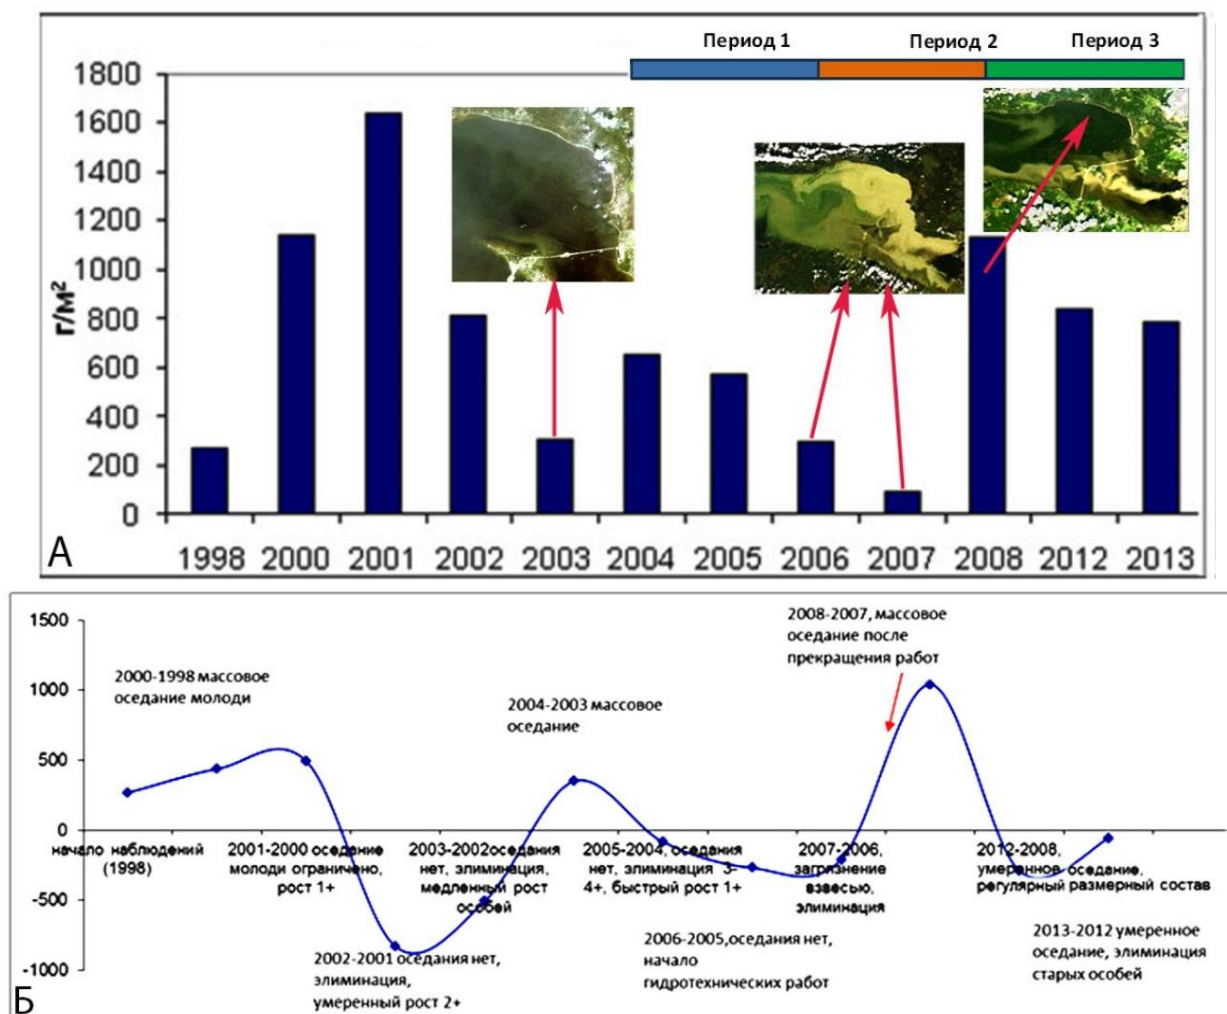 Период 1 Период 2 Период 3
1800
1600
1400
1200
1000
800
600
400
200
0
г/м²
1998 2000 2001 2002 2003 2004 2005 2006 2007 2008 2012 2013
А
1500
1000
500
0
-500
-1000
2000-1998 массовое
оседание молоди
2004-2003 массовое
оседание
2008-2007, массовое
оседание после
прекращения работ
начало наблюдений
(1998)
2001-2000 оседание
молоди ограничено,
рост 1+
2003-2002оседания
нет, элиминация,
медленный рост
особей
2005-2004, оседания
нет, элиминация 3-
4+, быстрый рост 1+
2007-2006,
загрязнение
взвесью,
элиминация
2012-2008,
умеренное оседание,
регулярный размерный состав
2002-2001 оседания нет,
элиминация,
умеренный рост 2+
2006-2005,оседания нет,
начало
гидротехнических работ
2013-2012 умеренное
оседание, элиминация
старых особей
Б